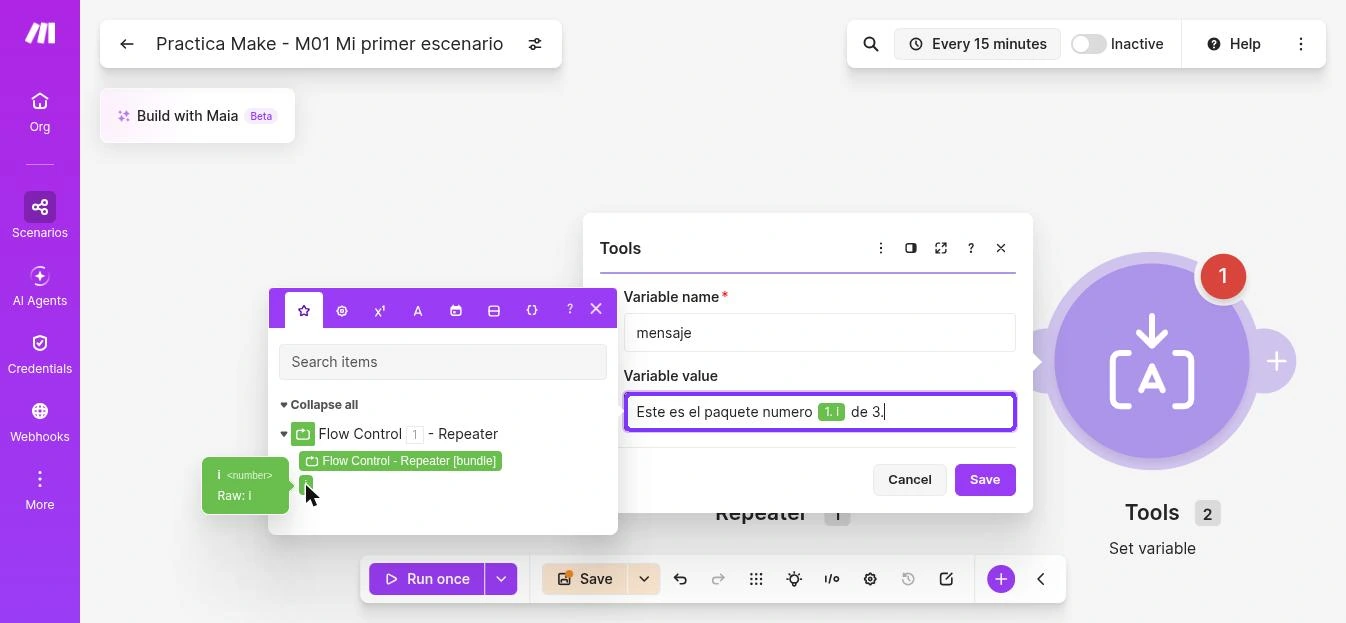 Practica Make - M01 Mi primer escenario
Every 15 minutes
Inactive
Help
Build with Maia Beta
Org
Scenarios
AI Agents
Credentials
Webhooks
More
Tools
Variable name*
mensaje
Variable value
Este es el paquete numero 1. i de 3.
Cancel
Save
Search items
Collapse all
Flow Control 1 - Repeater
Flow Control - Repeater [bundle]
i <number>
Raw: i
1
Repeater 1
Tools 2
Set variable
Run once
Save